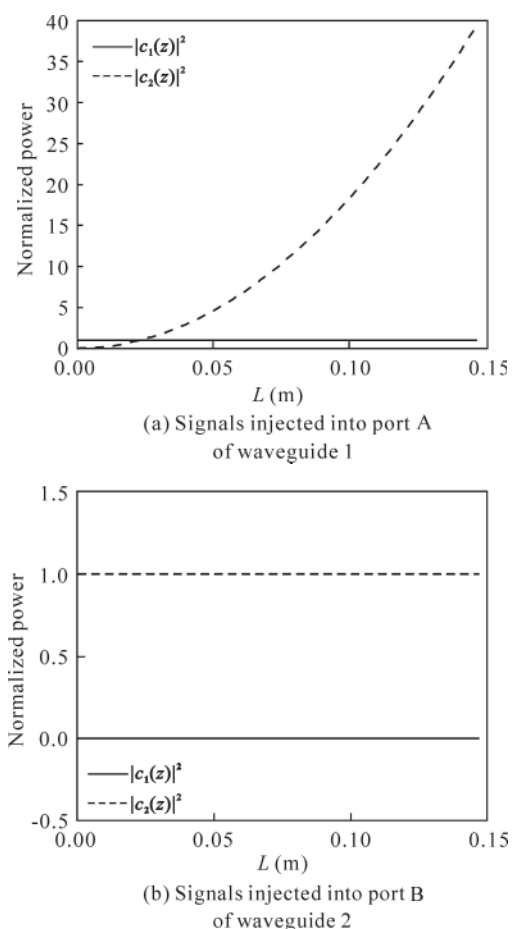 40
|c₁(z)|²
|c₂(z)|²
35
30
25
20
15
10
5
0
Normalized power
0.00 0.05 0.10 0.15
L (m)
(a) Signals injected into port A
of waveguide 1
1.5
1.0
0.5
0.0
-0.5
Normalized power
|c₁(z)|²
|c₂(z)|²
0.00 0.05 0.10 0.15
L (m)
(b) Signals injected into port B
of waveguide 2